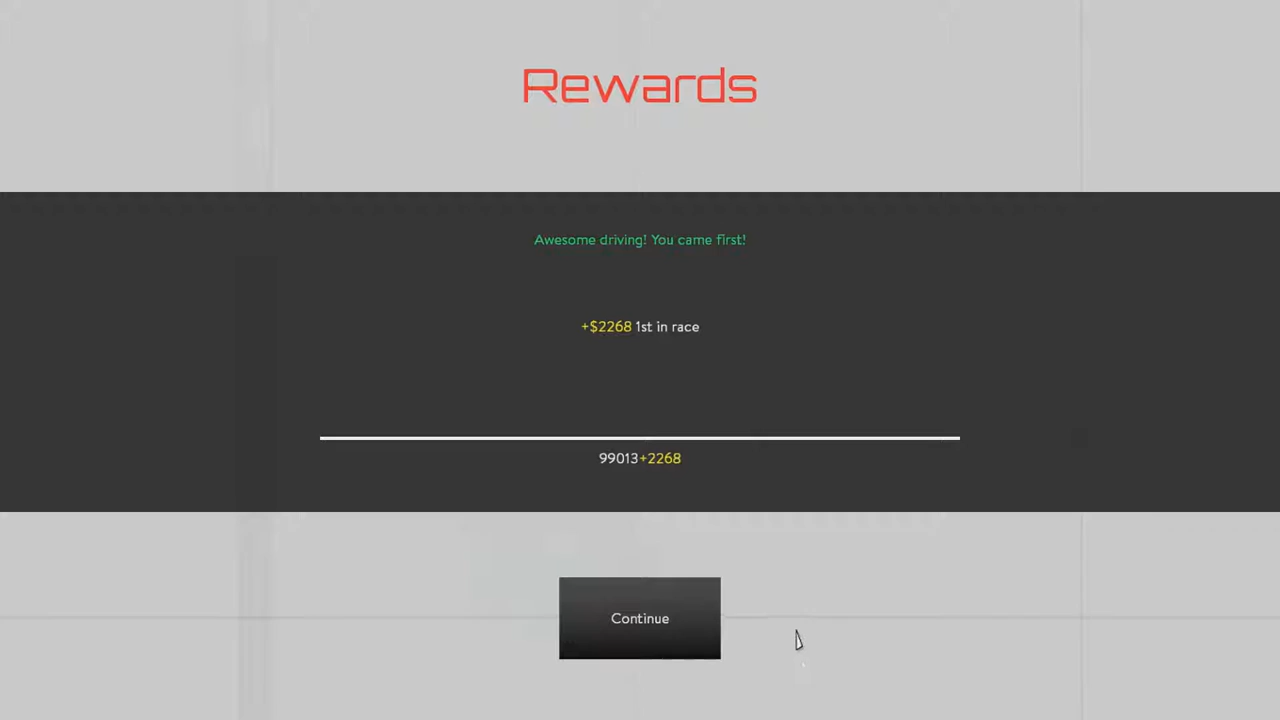 Rewards
Awesome driving! You came first!
+$2268 1st in race
99013+2268
Continue